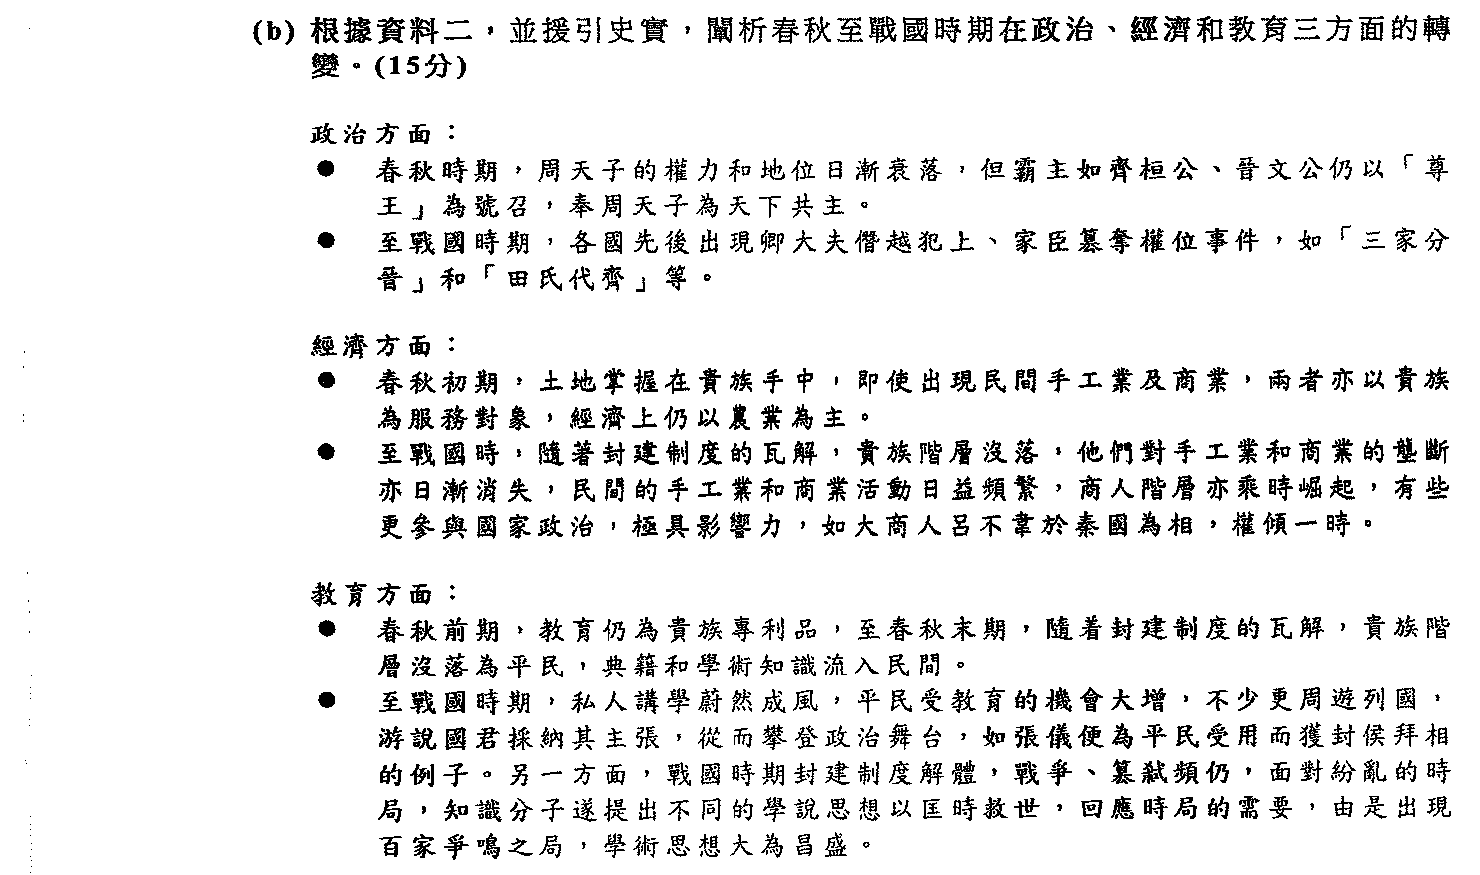 (b) 根據資料二，並援引史實，闡析春秋至戰國時期在政治、經濟和教育三方面的轉
變。(15分)
政治方面：
● 春秋時期，周天子的權力和地位日漸衰落，但霸主如齊桓公、晉文公仍以「尊
王」為號召，奉周天子為天下共主。
● 至戰國時期，各國先後出現卿大夫僭越犯上、家臣篡奪權位事件，如「三家分
晉」和「田氏代齊」等。
經濟方面：
● 春秋初期，土地掌握在貴族手中，即使出現民間手工業及商業，兩者亦以貴族
為服務對象，經濟上仍以農業為主。
● 至戰國時，隨著封建制度的瓦解，貴族階層沒落，他們對手工業和商業的壟斷
亦日漸消失，民間的手工業和商業活動日益頻繁，商人階層亦乘時崛起，有些
更參與國家政治，極具影響力，如大商人呂不韋於秦國為相，權傾一時。
教育方面：
● 春秋前期，教育仍為貴族專利品，至春秋末期，隨着封建制度的瓦解，貴族階
層沒落為平民，典籍和學術知識流入民間。
● 至戰國時期，私人講學蔚然成風，平民受教育的機會大增，不少更周遊列國，
游說國君採納其主張，從而攀登政治舞台，如張儀便為平民受用而獲封侯拜相
的例子。另一方面，戰國時期封建制度解體，戰爭、篡弒頻仍，面對紛亂的時
局，知識分子遂提出不同的學說思想以匡時救世，回應時局的需要，由是出現
百家爭鳴之局，學術思想大為昌盛。